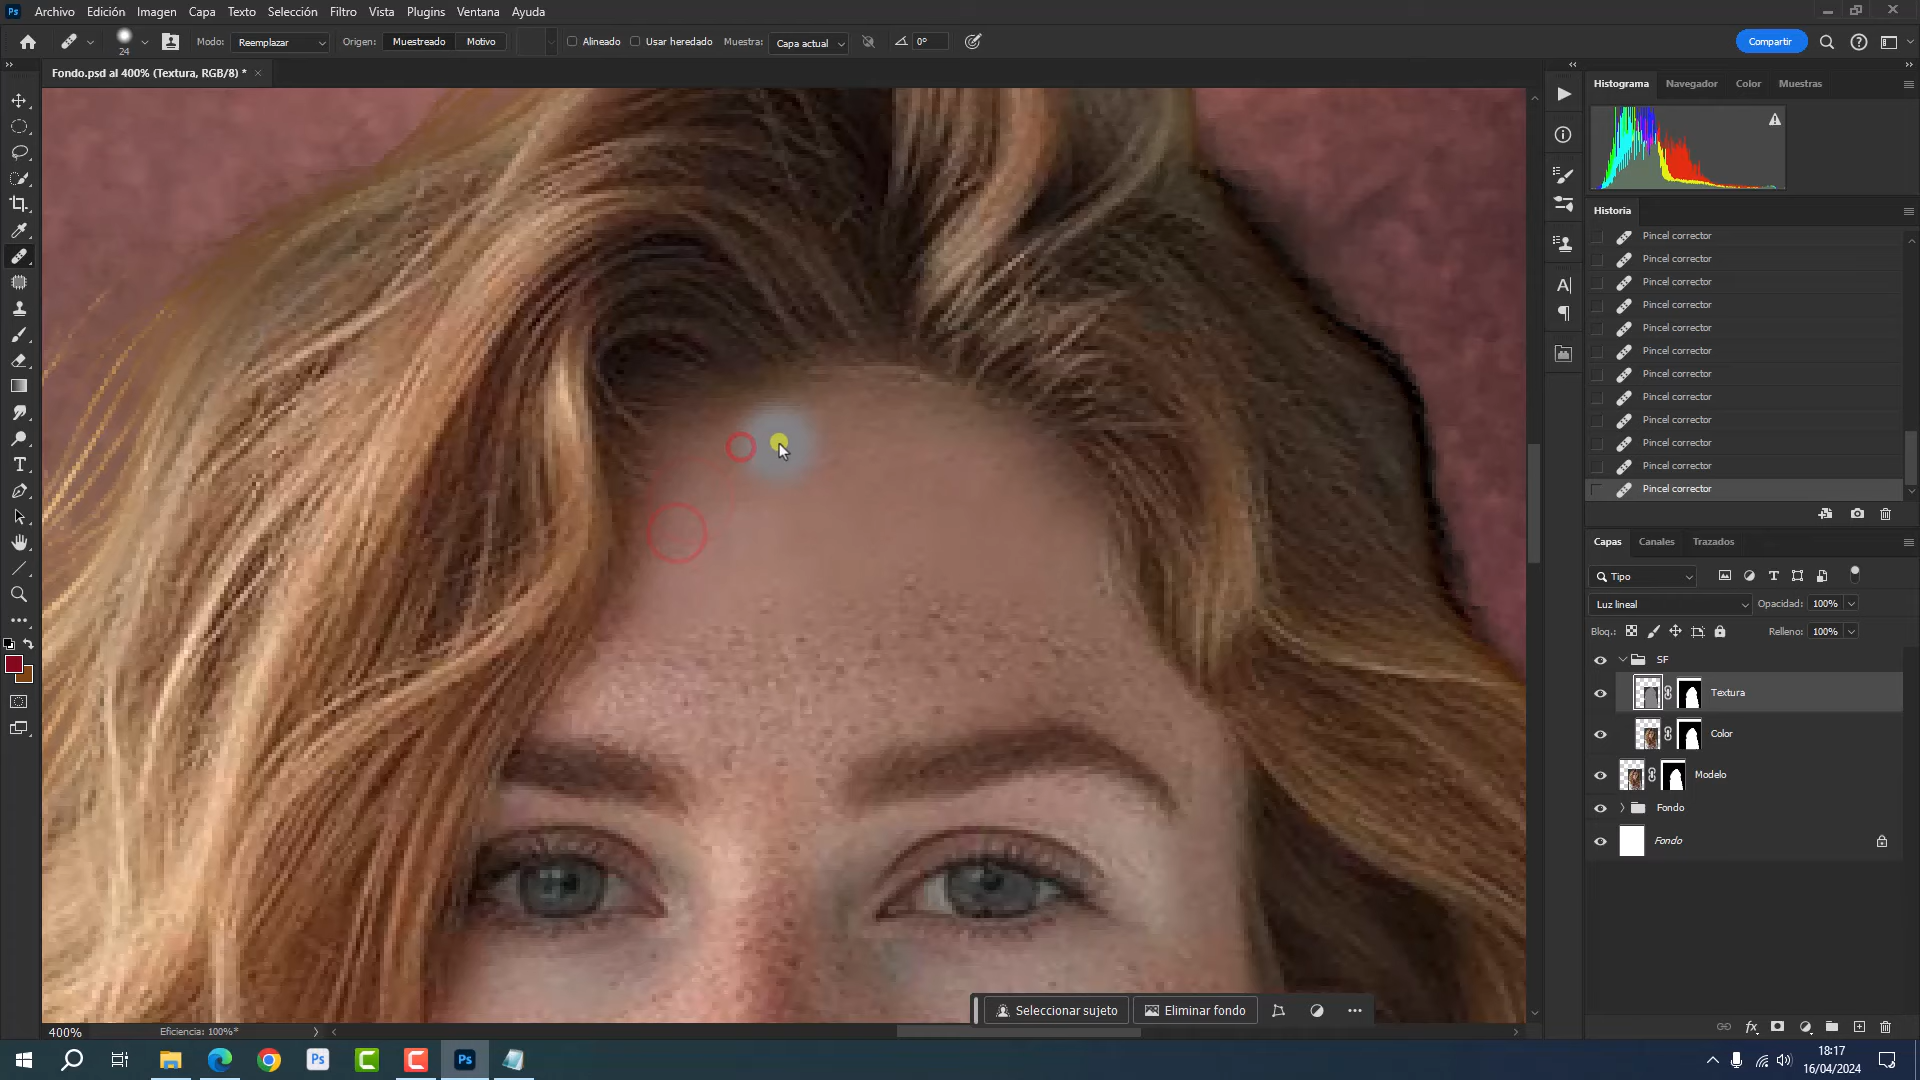 Ps Archivo Edición Imagen Capa Texto Selección Filtro Vista Plugins Ventana Ayuda
24 Modo: Reemplazar Origen: Muestreado Motivo Alineado Usar heredado Muestra: Capa actual 0° Compartir
Fondo.psd al 400% (Textura, RGB/8) *
Histograma Navegador Color Muestras
Historia
Pincel corrector
Pincel corrector
Pincel corrector
Pincel corrector
Pincel corrector
Pincel corrector
Pincel corrector
Pincel corrector
Pincel corrector
Pincel corrector
Pincel corrector
Pincel corrector
Capas Canales Trazados
Tipo
Luz lineal Opacidad: 100%
Bloq.: Relleno: 100%
SF
Textura
Color
Modelo
Fondo
Fondo
Seleccionar sujeto Eliminar fondo
400% Eficiencia: 100%*
Ps C C Ps
18:17
16/04/2024